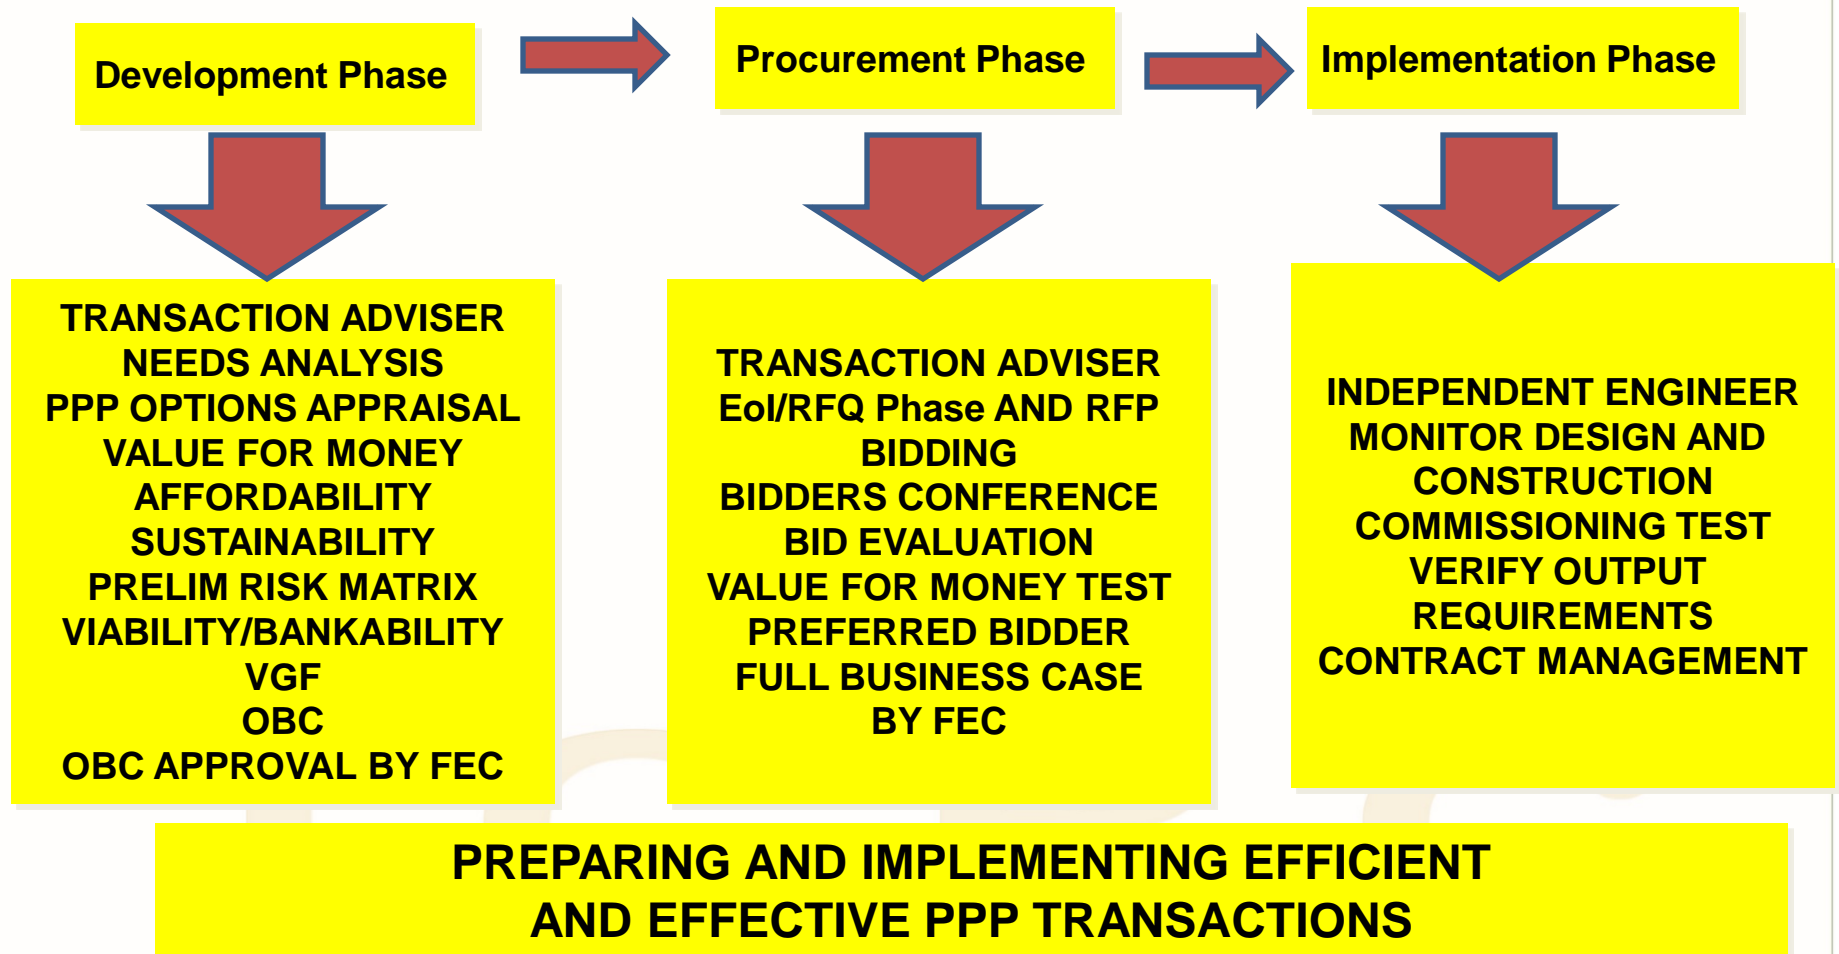 Development Phase
Procurement Phase
Implementation Phase
TRANSACTION ADVISER
NEEDS ANALYSIS
PPP OPTIONS APPRAISAL
VALUE FOR MONEY
AFFORDABILITY
SUSTAINABILITY
PRELIM RISK MATRIX
VIABILITY/BANKABILITY
VGF
OBC
OBC APPROVAL BY FEC
TRANSACTION ADVISER
EoI/RFQ Phase AND RFP
BIDDING
BIDDERS CONFERENCE
BID EVALUATION
VALUE FOR MONEY TEST
PREFERRED BIDDER
FULL BUSINESS CASE
BY FEC
INDEPENDENT ENGINEER
MONITOR DESIGN AND
CONSTRUCTION
COMMISSIONING TEST
VERIFY OUTPUT
REQUIREMENTS
CONTRACT MANAGEMENT
PREPARING AND IMPLEMENTING EFFICIENT
AND EFFECTIVE PPP TRANSACTIONS